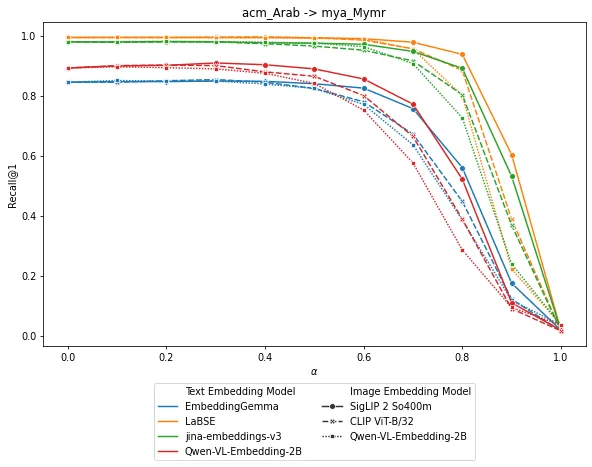 acm_Arab -> mya_Mymr
Recall@1
1.0
0.8
0.6
0.4
0.2
0.0
0.0 0.2 0.4 0.6 0.8 1.0
α
Text Embedding Model
EmbeddingGemma
LaBSE
jina-embeddings-v3
Qwen-VL-Embedding-2B
Image Embedding Model
SigLIP 2 So400m
CLIP ViT-B/32
Qwen-VL-Embedding-2B